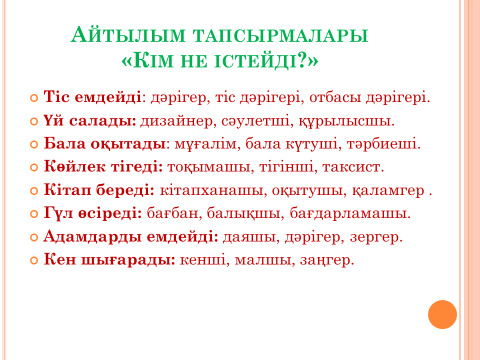 АЙТЫЛЫМ ТАПСЫРМАЛАРЫ
«КІМ НЕ ІСТЕЙДІ?»
Тіс емдейді: дәрігер, тіс дәрігері, отбасы дәрігері.
Үй салады: дизайнер, сәулетші, құрылысшы.
Бала оқытады: мұғалім, бала күтуші, тәрбиеші.
Көйлек тігеді: тоқымашы, тігінші, таксист.
Кітап береді: кітапханашы, оқытушы, қаламгер .
Гүл өсіреді: бағбан, балықшы, бағдарламашы.
Адамдарды емдейді: даяшы, дәрігер, зергер.
Кен шығарады: кенші, малшы, заңгер.